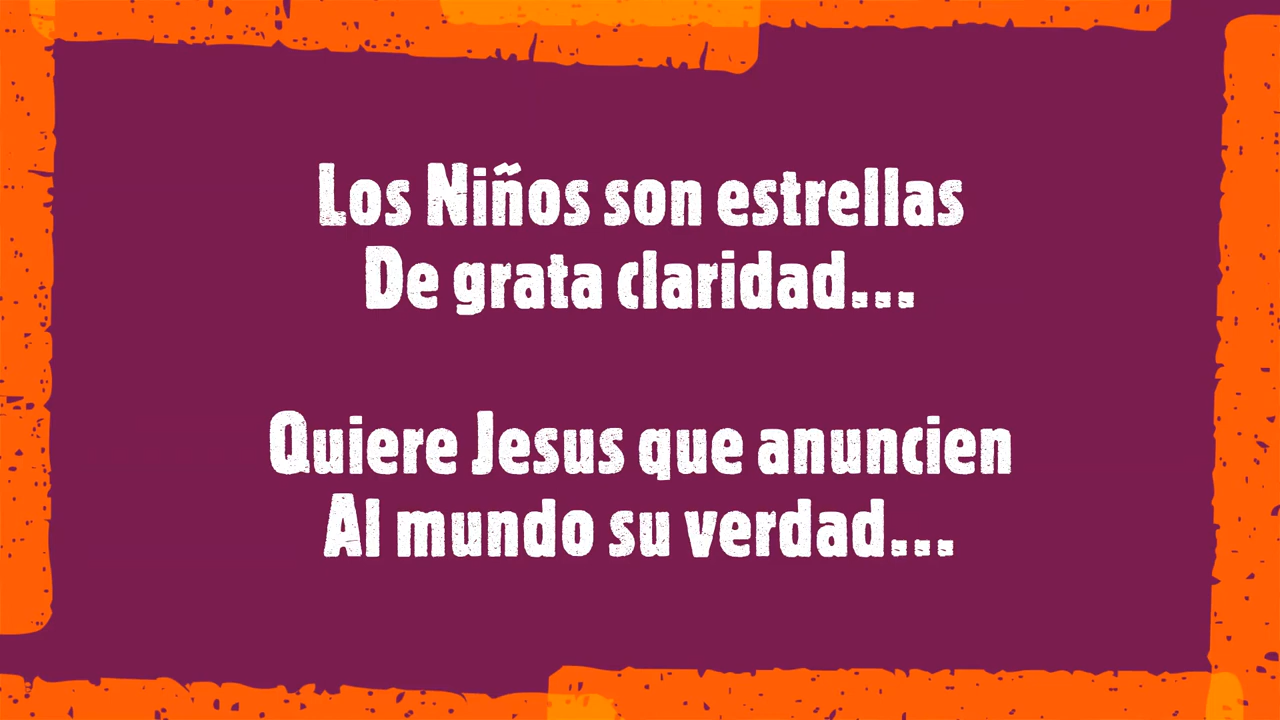 Los Niños son estrellas
De grata claridad...
Quiere Jesus que anuncien
Al mundo su verdad...